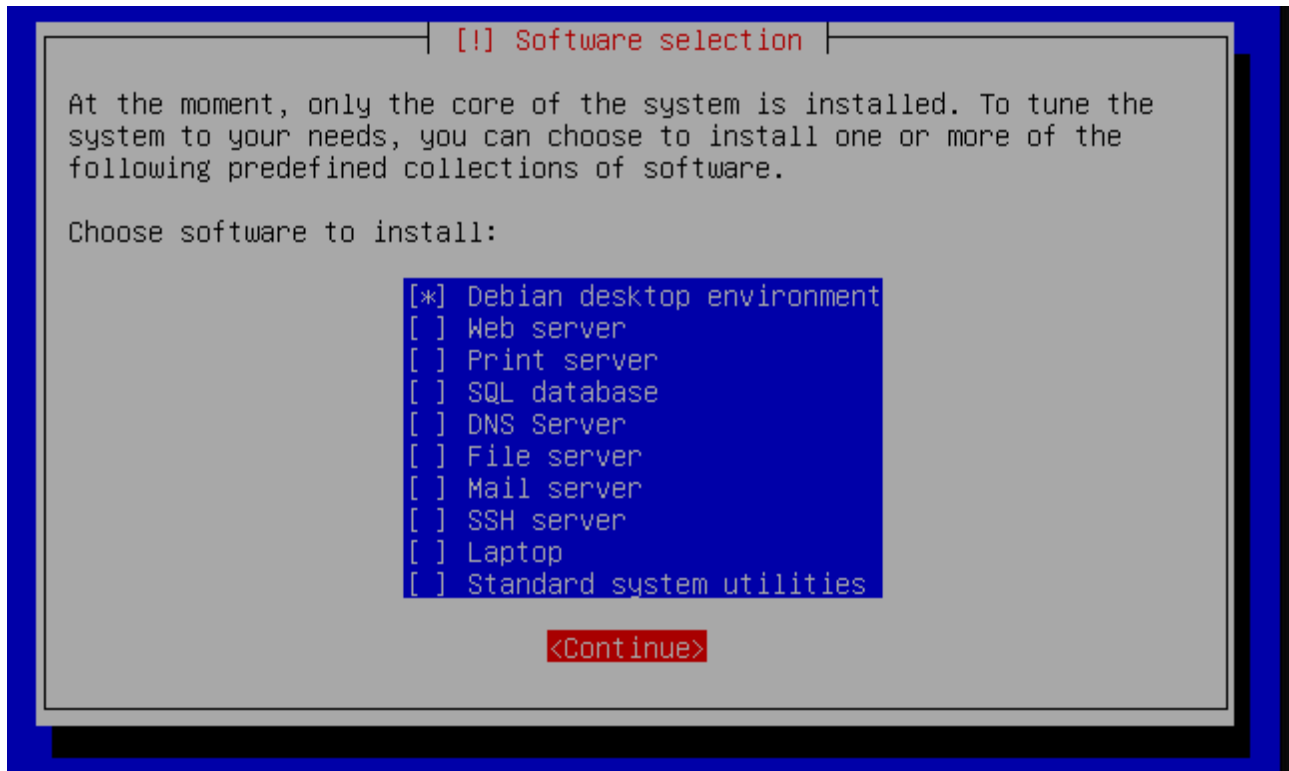 [!] Software selection
At the moment, only the core of the system is installed. To tune the
system to your needs, you can choose to install one or more of the
following predefined collections of software.
Choose software to install:
[*] Debian desktop environment
[ ] Web server
[ ] Print server
[ ] SQL database
[ ] DNS Server
[ ] File server
[ ] Mail server
[ ] SSH server
[ ] Laptop
[ ] Standard system utilities
<Continue>